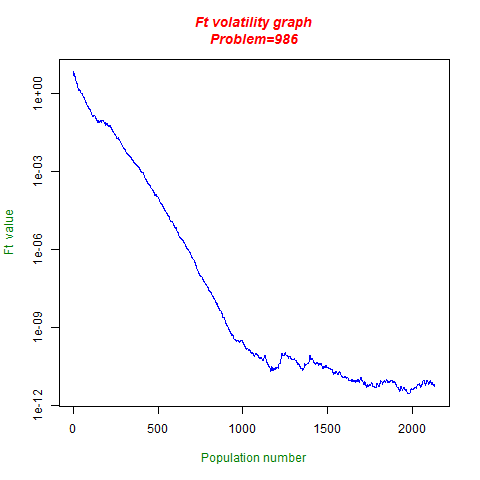 Ft volatility graph
Problem=986
1e+00
1e-03
1e-06
1e-09
1e-12
Ft value
0
500
1000
1500
2000
Population number